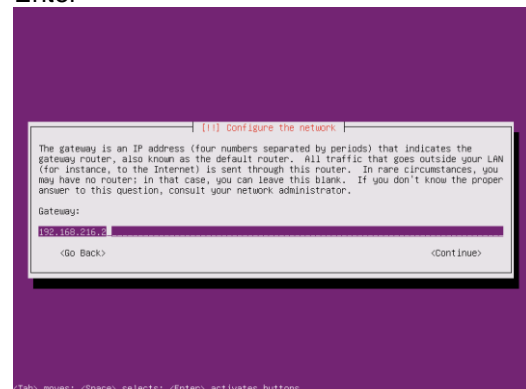 Enter
[!!] Configure the network
The gateway is an IP address (four numbers separated by periods) that indicates the
gateway router, also known as the default router.  All traffic that goes outside your LAN
(for instance, to the Internet) is sent through this router.  In rare circumstances, you
may have no router; in that case, you can leave this blank.  If you don't know the proper
answer to this question, consult your network administrator.
Gateway:
192.168.216.2
<Go Back> <Continue>
<Tab> moves; <Space> selects; <Enter> activates buttons